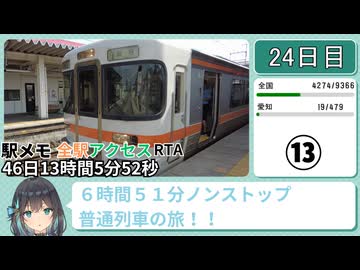 24日目
全国 4274/9366
愛知 19/479
⑬
駅メモ 全駅アクセスRTA
46日13時間5分52秒
６時間５１分ノンストップ
普通列車の旅！！